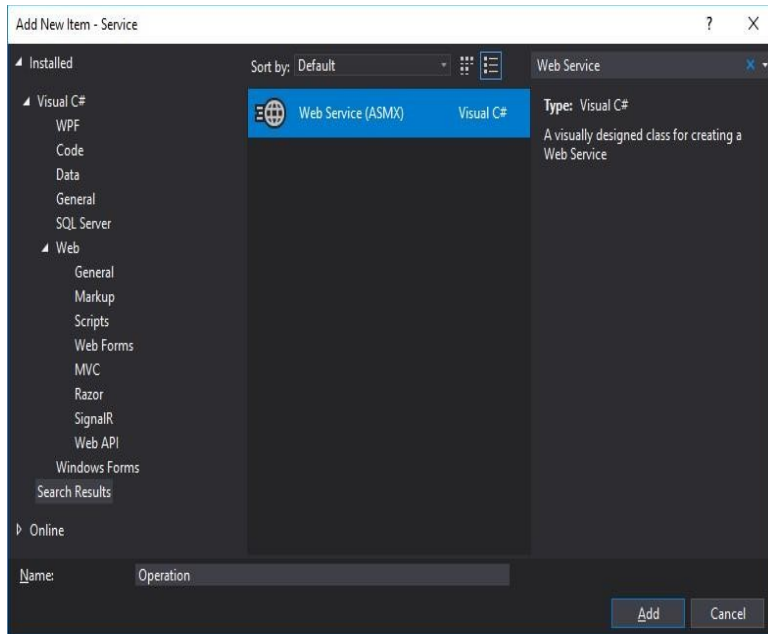 Add New Item - Service
?
X
Installed
Sort by: Default
Web Service
Visual C#
WPF
Code
Data
General
SQL Server
Web
General
Markup
Scripts
Web Forms
MVC
Razor
SignalR
Web API
Windows Forms
Search Results
Online
Web Service (ASMX) Visual C#
Type: Visual C#
A visually designed class for creating a
Web Service
Name: Operation
Add Cancel